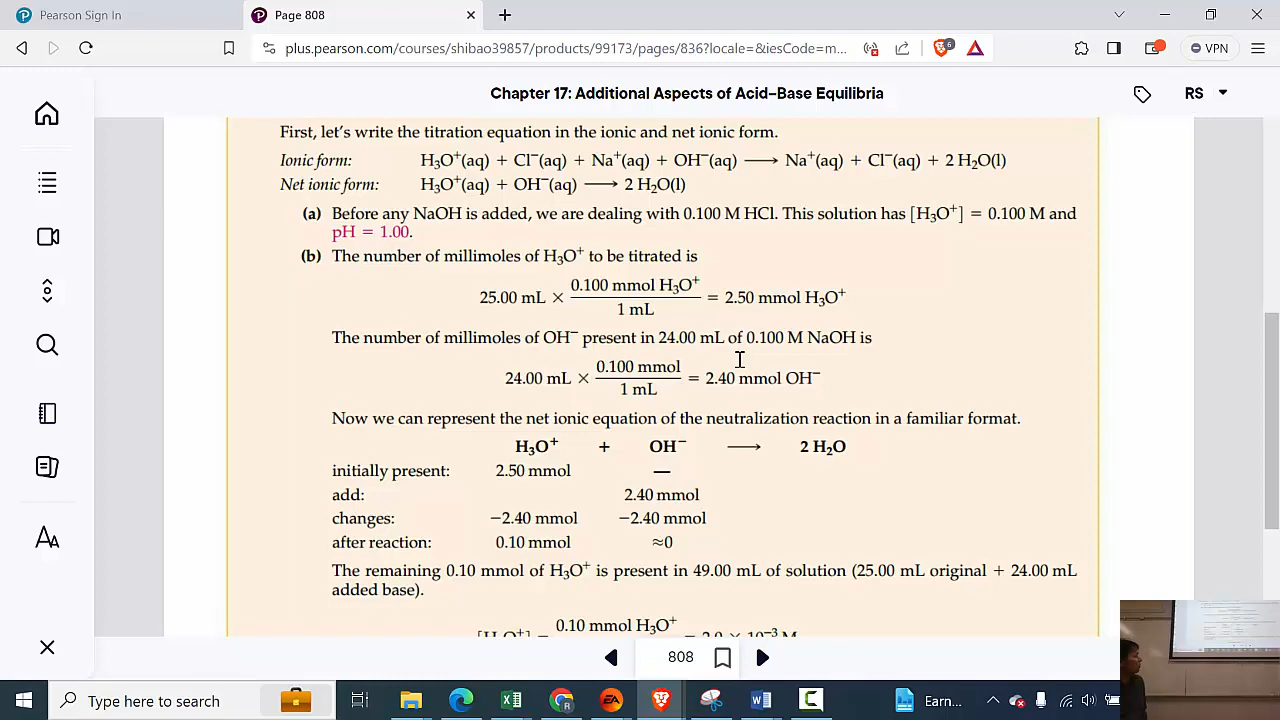 Pearson Sign In
Page 808
plus.pearson.com/courses/shibao39857/products/99173/pages/836?locale=&iesCode=m...
6
VPN
Chapter 17: Additional Aspects of Acid–Base Equilibria
RS
First, let's write the titration equation in the ionic and net ionic form.
Ionic form: H₃O⁺(aq) + Cl⁻(aq) + Na⁺(aq) + OH⁻(aq) ⟶ Na⁺(aq) + Cl⁻(aq) + 2 H₂O(l)
Net ionic form: H₃O⁺(aq) + OH⁻(aq) ⟶ 2 H₂O(l)
(a) Before any NaOH is added, we are dealing with 0.100 M HCl. This solution has [H₃O⁺] = 0.100 M and
pH = 1.00.
(b) The number of millimoles of H₃O⁺ to be titrated is
25.00 mL × 0.100 mmol H₃O⁺ / 1 mL = 2.50 mmol H₃O⁺
The number of millimoles of OH⁻ present in 24.00 mL of 0.100 M NaOH is
24.00 mL × 0.100 mmol / 1 mL = 2.40 mmol OH⁻
Now we can represent the net ionic equation of the neutralization reaction in a familiar format.
H₃O⁺ + OH⁻ ⟶ 2 H₂O
initially present: 2.50 mmol —
add: 2.40 mmol
changes: −2.40 mmol −2.40 mmol
after reaction: 0.10 mmol ≈0
The remaining 0.10 mmol of H₃O⁺ is present in 49.00 mL of solution (25.00 mL original + 24.00 mL
added base).
[H₃O⁺] = 0.10 mmol H₃O⁺ = 2.0 × 10⁻³ M
808
Type here to search
Earn...